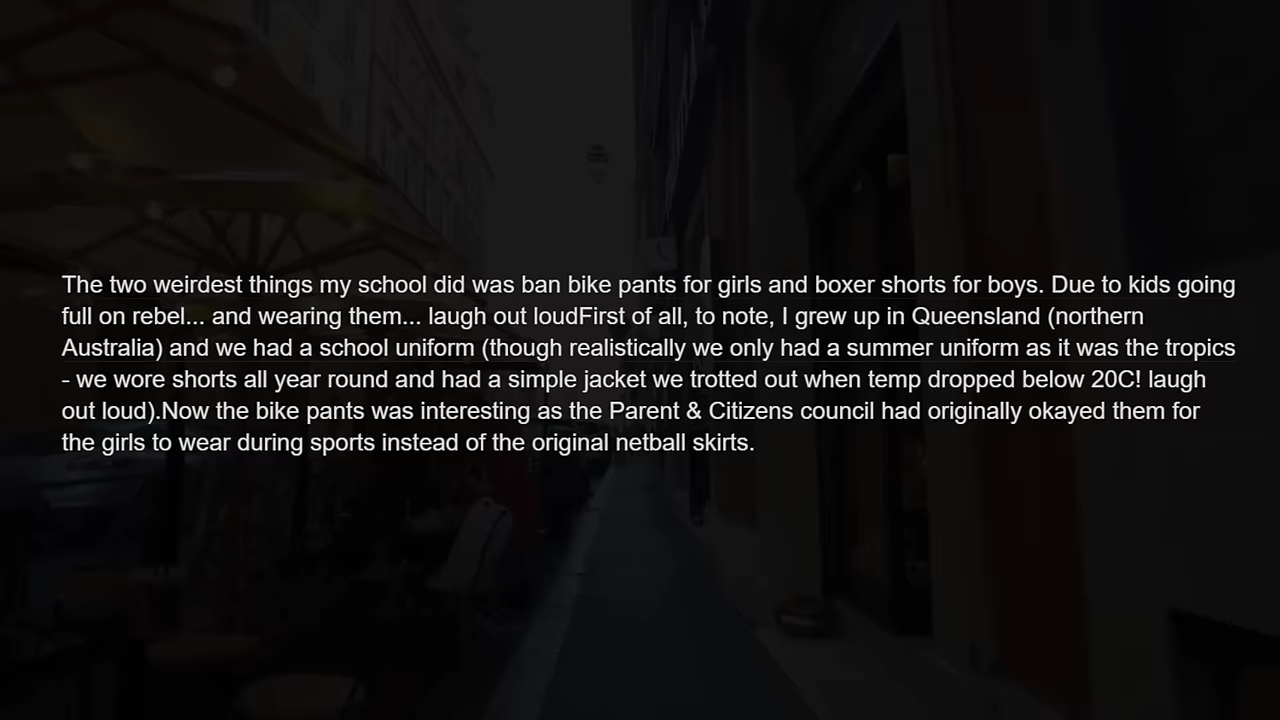 The two weirdest things my school did was ban bike pants for girls and boxer shorts for boys. Due to kids going
full on rebel... and wearing them... laugh out loudFirst of all, to note, I grew up in Queensland (northern
Australia) and we had a school uniform (though realistically we only had a summer uniform as it was the tropics
- we wore shorts all year round and had a simple jacket we trotted out when temp dropped below 20C! laugh
out loud).Now the bike pants was interesting as the Parent & Citizens council had originally okayed them for
the girls to wear during sports instead of the original netball skirts.